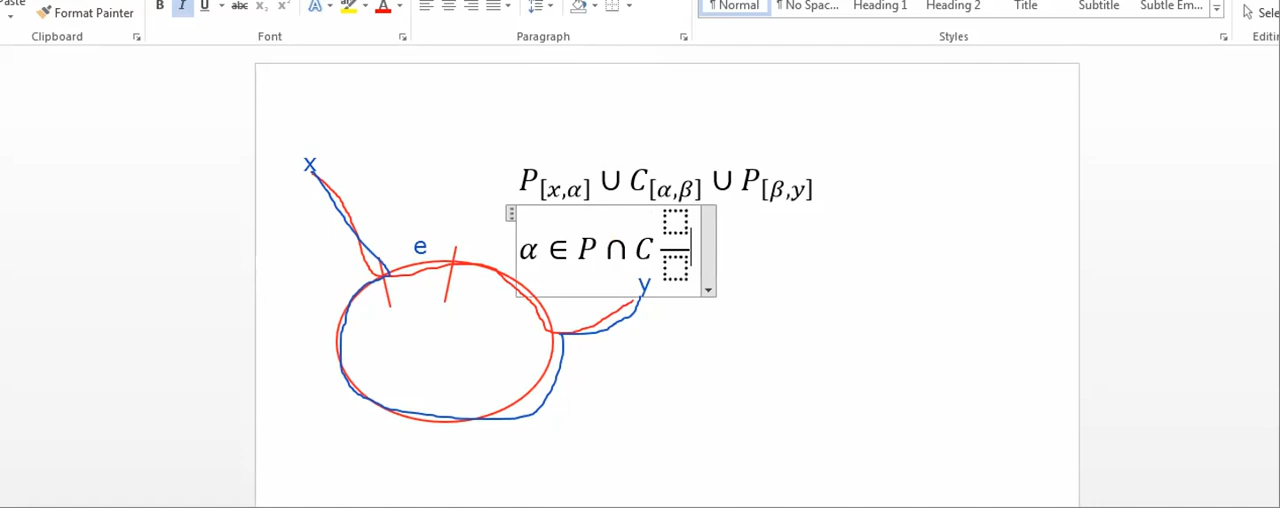 Paste B I U abc x₂ x² A A ¶ Normal ¶ No Spac... Heading 1 Heading 2 Title Subtitle Subtle Em...
Format Painter Sele
Clipboard Font Paragraph Styles Editin
x
P[x,α] ∪ C[α,β] ∪ P[β,y]
e
α ∈ P ∩ C
y